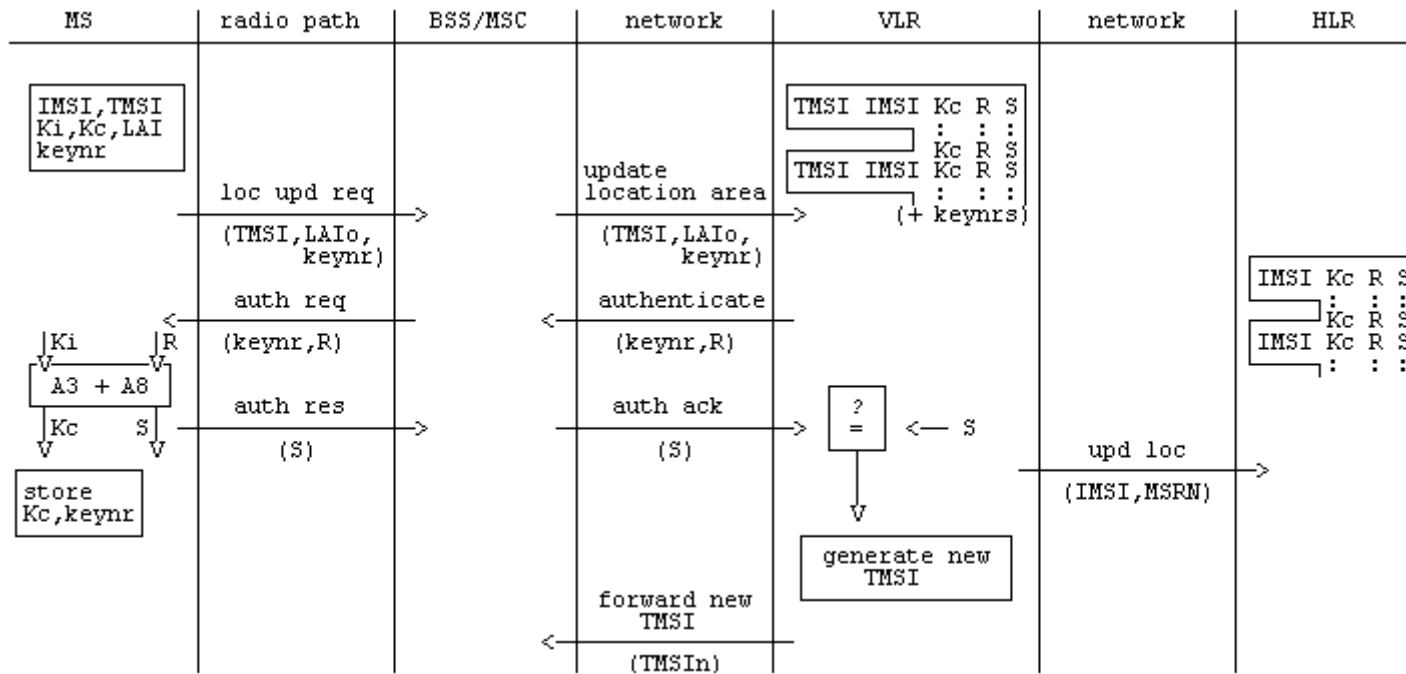 MS radio path BSS/MSC network VLR network HLR
IMSI,TMSI
Ki,Kc,LAI
keynr
TMSI IMSI Kc R S
: : :
Kc R S
TMSI IMSI Kc R S
: : :
(+ keynrs)
loc upd req
(TMSI,LAIo,
keynr)
update
location area
(TMSI,LAIo,
keynr)
IMSI Kc R S
: : :
Kc R S
IMSI Kc R S
: : :
auth req
(keynr,R)
authenticate
(keynr,R)
Ki R
A3 + A8
Kc S
auth res
(S)
auth ack
(S)
?
=
S
upd loc
(IMSI,MSRN)
store
Kc,keynr
generate new
TMSI
forward new
TMSI
(TMSIn)